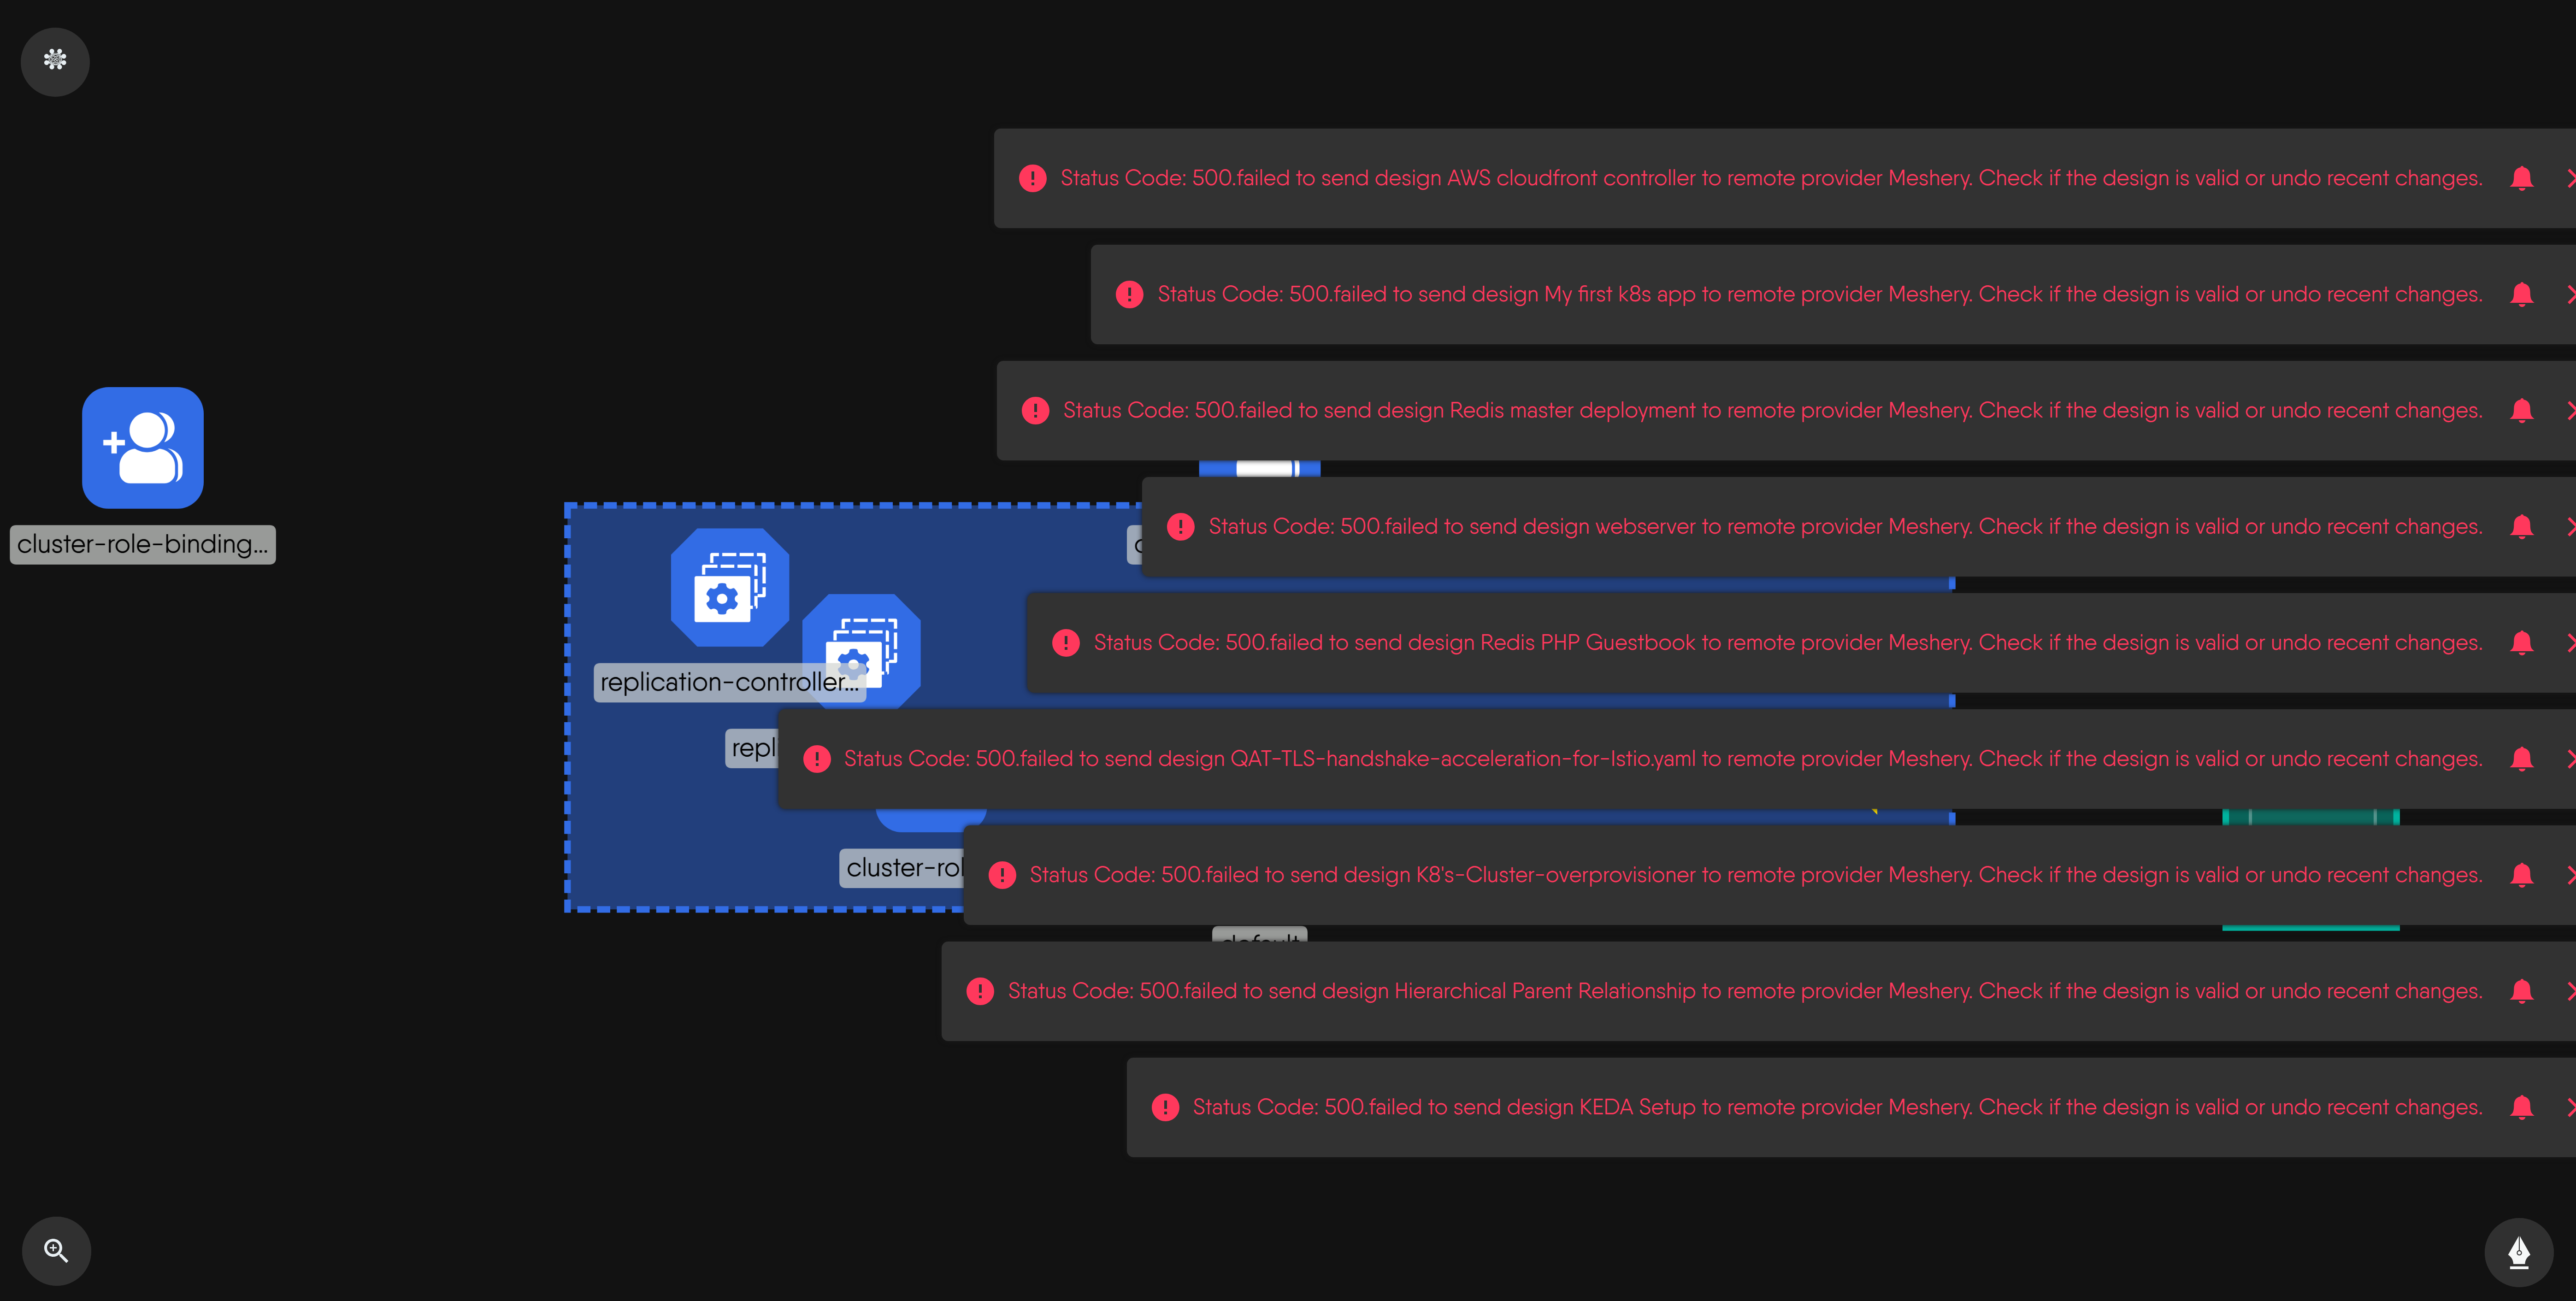 Status Code: 500.failed to send design AWS cloudfront controller to remote provider Meshery. Check if the design is valid or undo recent changes.
Status Code: 500.failed to send design My first k8s app to remote provider Meshery. Check if the design is valid or undo recent changes.
Status Code: 500.failed to send design Redis master deployment to remote provider Meshery. Check if the design is valid or undo recent changes.
cluster-role-binding...
Status Code: 500.failed to send design webserver to remote provider Meshery. Check if the design is valid or undo recent changes.
Status Code: 500.failed to send design Redis PHP Guestbook to remote provider Meshery. Check if the design is valid or undo recent changes.
replication-controller...
repl
Status Code: 500.failed to send design QAT-TLS-handshake-acceleration-for-Istio.yaml to remote provider Meshery. Check if the design is valid or undo recent changes.
cluster-rol
Status Code: 500.failed to send design K8's-Cluster-overprovisioner to remote provider Meshery. Check if the design is valid or undo recent changes.
default
Status Code: 500.failed to send design Hierarchical Parent Relationship to remote provider Meshery. Check if the design is valid or undo recent changes.
Status Code: 500.failed to send design KEDA Setup to remote provider Meshery. Check if the design is valid or undo recent changes.